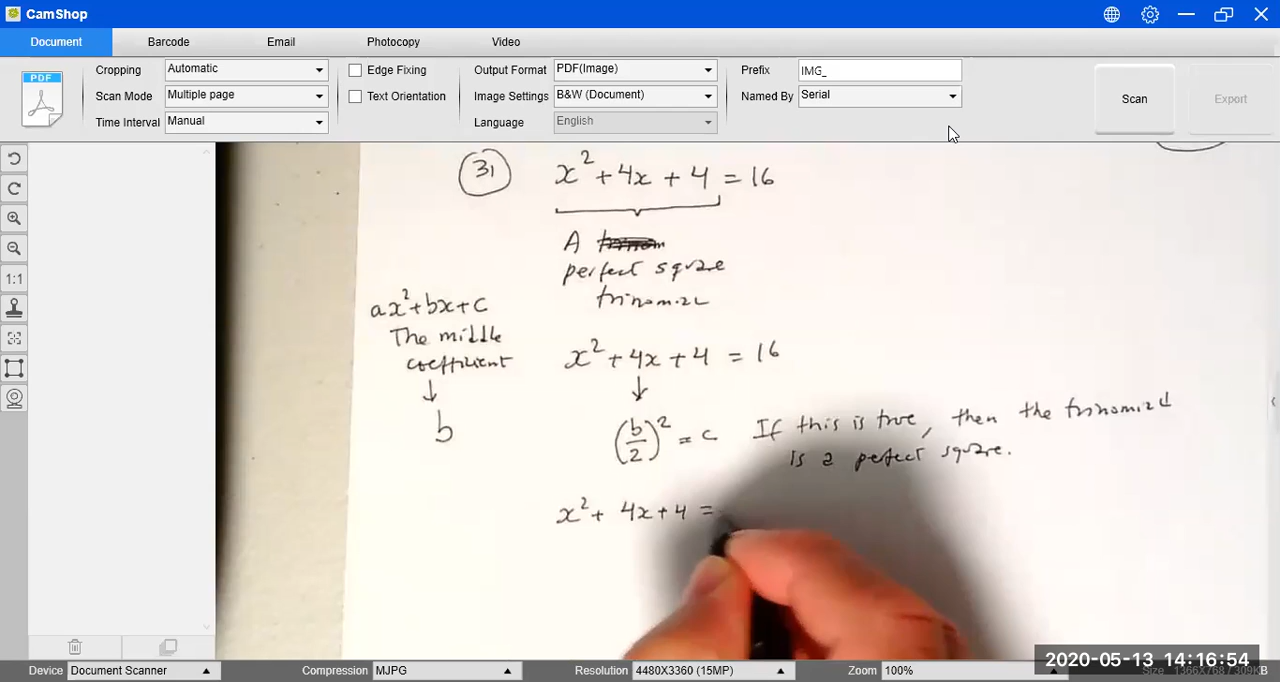 CamShop
Document Barcode Email Photocopy Video
Cropping Automatic Edge Fixing Output Format PDF(Image) Prefix IMG_
PDF
Scan Mode Multiple page Text Orientation Image Settings B&W (Document) Named By Serial Scan Export
Time Interval Manual Language English
1:1
31 x² + 4x + 4 = 16
A
perfect square
trinomial
ax² + bx + c
The middle
coefficient
b
x² + 4x + 4 = 16
(b/2)² = c If this is true, then the trinomial
is a perfect square.
x² + 4x + 4 =
2020-05-13 14:16:54
Device Document Scanner Compression MJPG Resolution 4480X3360 (15MP) Zoom 100%